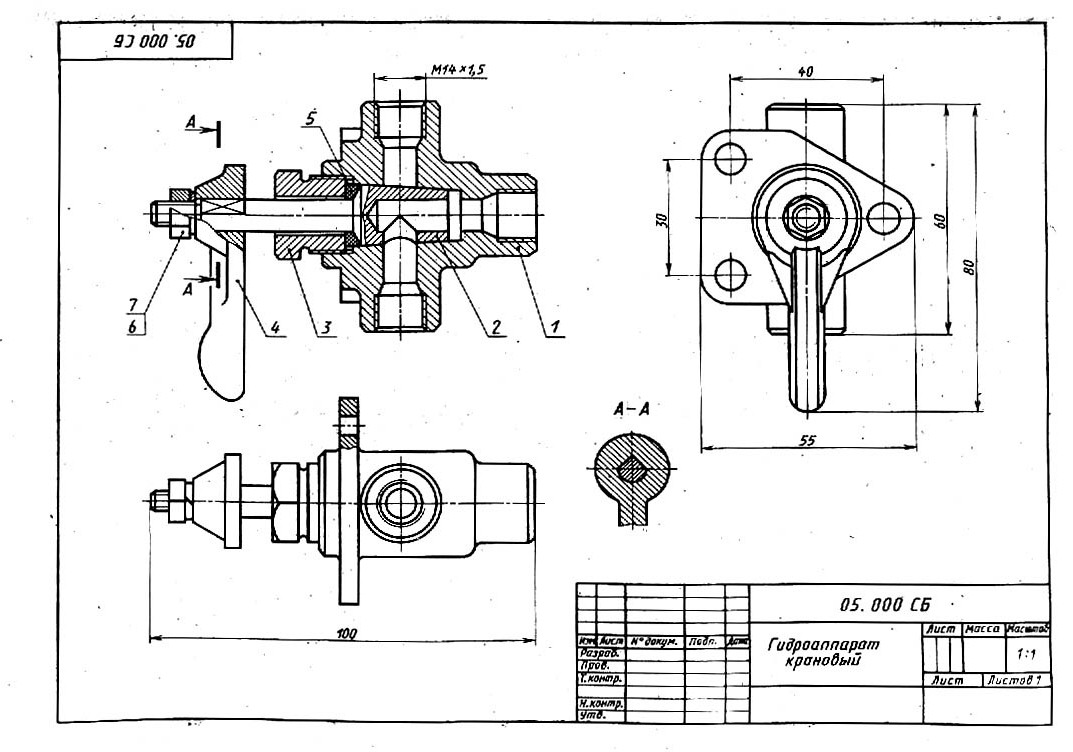 05. 000 СБ
М14×1,5
А
5
А
7
6
4
3
2
1
40
30
60
80
55
А-А
100
05. 000 СБ
Гидроаппарат
крановый
Лист Масса Масштаб
1:1
Лист Листов 1
Изм. Лист № докум. Подп. Дата
Разраб.
Пров.
Т.контр.
Н.контр.
Утв.